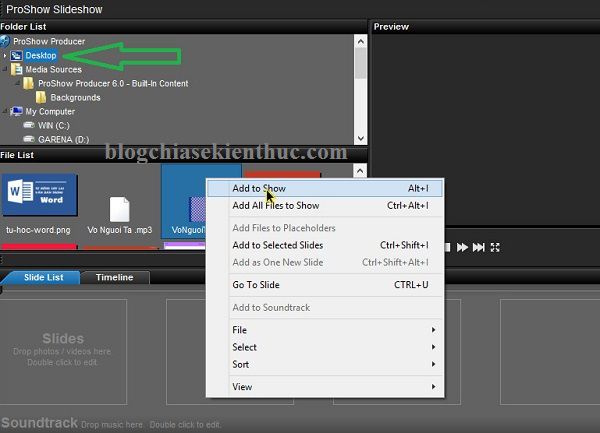 ProShow Slideshow
Folder List
ProShow Producer
Desktop
Media Sources
ProShow Producer 6.0 - Built-In Content
Backgrounds
My Computer
WIN (C:)
GARENA (D:)
Preview
blogchiasekienthuc.com
File List
Word
tu-hoc-word.png
Vo Nguoi Ta .mp3
VoNguoi
Add to Show Alt+I
Add All Files to Show Ctrl+Alt+I
Add Files to Placeholders
Add to Selected Slides Ctrl+Shift+I
Add as One New Slide Ctrl+Shift+Alt+I
Go To Slide CTRL+U
Add to Soundtrack
File
Select
Sort
View
Slide List
Timeline
Slides
Drop photos / videos here.
Double click to edit.
Soundtrack Drop music here. Double click to edit.